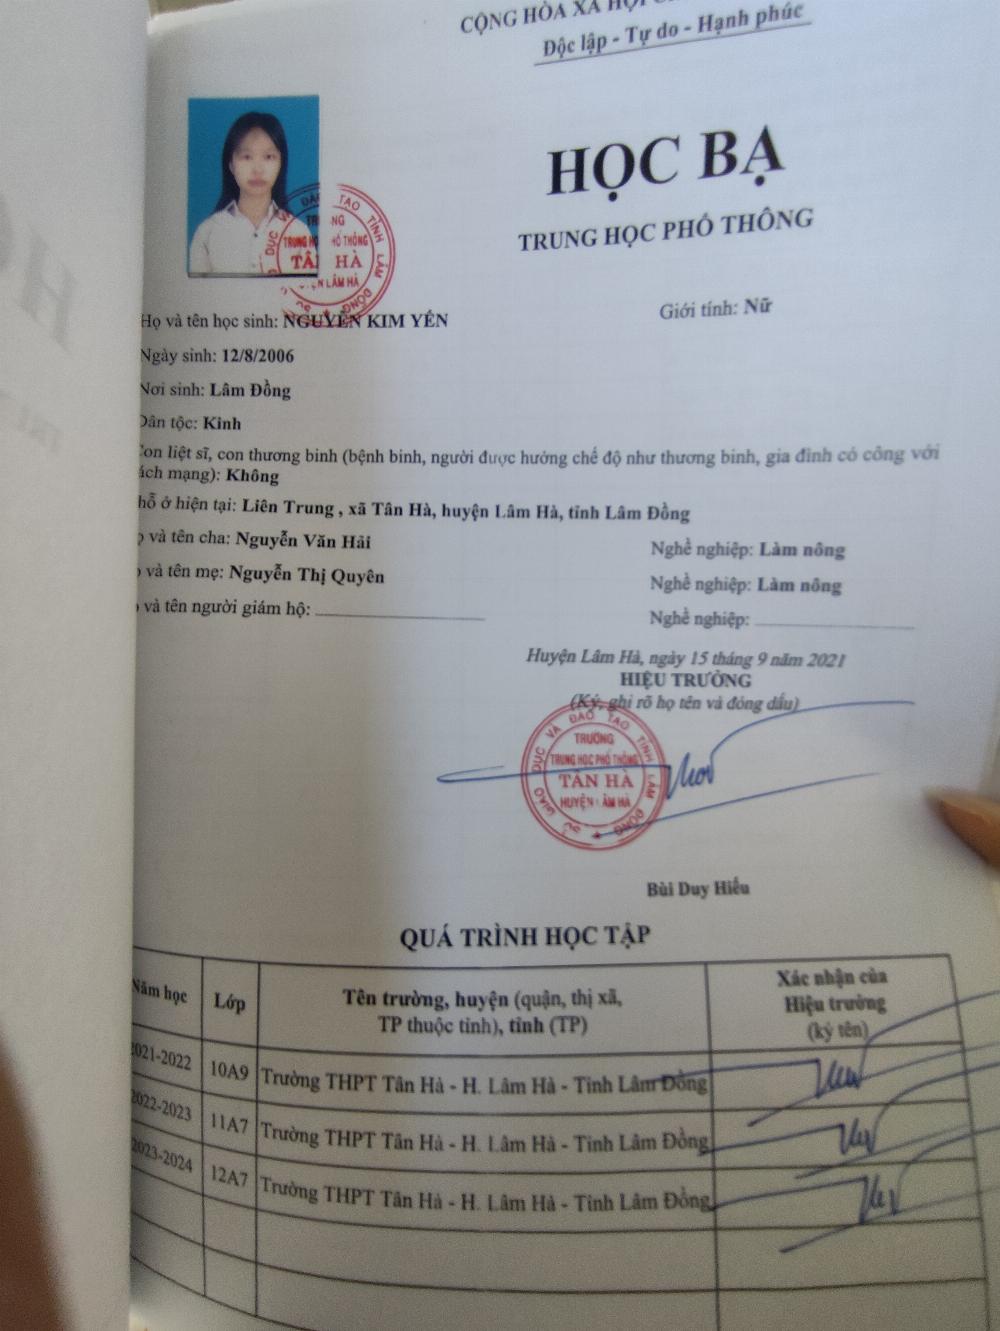 CỘNG HÒA XÃ HỘI
Độc lập - Tự do - Hạnh phúc
HỌC BẠ
TRUNG HỌC PHỔ THÔNG
Họ và tên học sinh: NGUYỄN KIM YẾN
Giới tính: Nữ
Ngày sinh: 12/8/2006
Nơi sinh: Lâm Đồng
Dân tộc: Kinh
Con liệt sĩ, con thương binh (bệnh binh, người được hưởng chế độ như thương binh, gia đình có công với
ách mạng): Không
hỗ ở hiện tại: Liên Trung , xã Tân Hà, huyện Lâm Hà, tỉnh Lâm Đồng
ọ và tên cha: Nguyễn Văn Hải
Nghề nghiệp: Làm nông
và tên mẹ: Nguyễn Thị Quyên
Nghề nghiệp: Làm nông
và tên người giám hộ:
Nghề nghiệp:
Huyện Lâm Hà, ngày 15 tháng 9 năm 2021
HIỆU TRƯỞNG
(Ký, ghi rõ họ tên và đóng dấu)
SỞ GIÁO DỤC VÀ ĐÀO TẠO TỈNH LÂM ĐỒNG
TRƯỜNG
TRUNG HỌC PHỔ THÔNG
TÂN HÀ
HUYỆN LÂM HÀ
Bùi Duy Hiếu
QUÁ TRÌNH HỌC TẬP
Năm học
Lớp
Tên trường, huyện (quận, thị xã,
TP thuộc tỉnh), tỉnh (TP)
Xác nhận của
Hiệu trưởng
(ký tên)
2021-2022 10A9 Trường THPT Tân Hà - H. Lâm Hà - Tỉnh Lâm Đồng
2022-2023 11A7 Trường THPT Tân Hà - H. Lâm Hà - Tỉnh Lâm Đồng
2023-2024 12A7 Trường THPT Tân Hà - H. Lâm Hà - Tỉnh Lâm Đồng